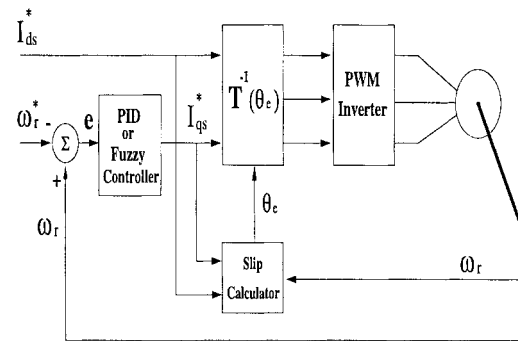 I*ds
ω*r
-
Σ
+
e
PID
or
Fuzzy
Controller
I*qs
T⁻¹(θe)
PWM
Inverter
θe
ωr
Slip
Calculator
ωr